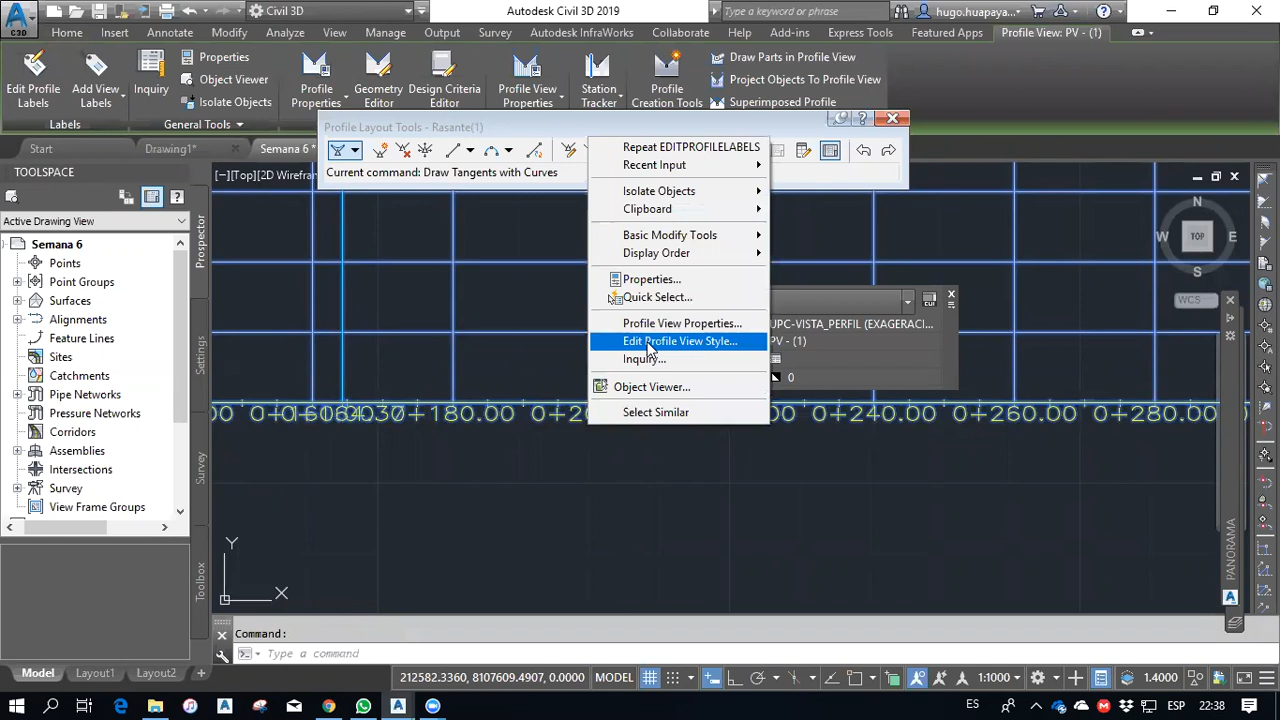 Civil 3D
Autodesk Civil 3D 2019
Type a keyword or phrase
hugo.huapaya...
C3D
Home Insert Annotate Modify Analyze View Manage Output Survey Autodesk InfraWorks Collaborate Help Add-ins Express Tools Featured Apps Profile View: PV - (1)
Edit Profile Labels
Add View Labels
Inquiry
Properties
Object Viewer
Isolate Objects
Profile Properties
Geometry Editor
Design Criteria Editor
Profile View Properties
Station Tracker
Profile Creation Tools
Draw Parts in Profile View
Project Objects To Profile View
Superimposed Profile
Labels
General Tools
Profile Layout Tools - Rasante(1)
Current command: Draw Tangents with Curves
Start
Drawing1*
Semana 6*
TOOLSPACE
Active Drawing View
Semana 6
Points
Point Groups
Surfaces
Alignments
Feature Lines
Sites
Catchments
Pipe Networks
Pressure Networks
Corridors
Assemblies
Intersections
Survey
View Frame Groups
Prospector
Settings
Survey
Toolbox
[−][Top][2D Wirefram
Repeat EDITPROFILELABELS
Recent Input
Isolate Objects
Clipboard
Basic Modify Tools
Display Order
Properties...
Quick Select...
Profile View Properties...
Edit Profile View Style...
Inquiry...
Object Viewer...
Select Similar
UPC-VISTA_PERFIL (EXAGERACI...
PV - (1)
0
N
W TOP E
S
WCS
0+180.00 0+240.00 0+260.00 0+280.00
PANORAMA
Y
X
Command:
Type a command
Model Layout1 Layout2 +
212582.3360, 8107609.4907, 0.0000 MODEL 1:1000 1.4000
ES ESP 22:38